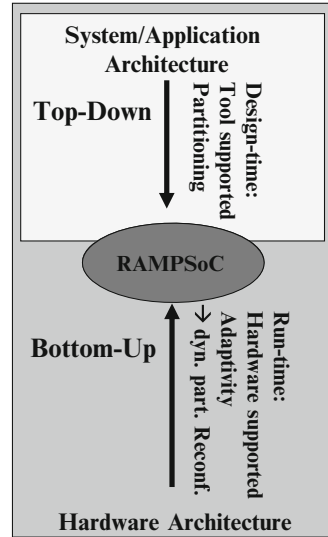 System/Application
Architecture
Top-Down
Design-time:
Tool supported
Partitioning
RAMPSoC
Bottom-Up
Run-time:
Hardware supported
Adaptivity
→ dyn. part. Reconf.
Hardware Architecture